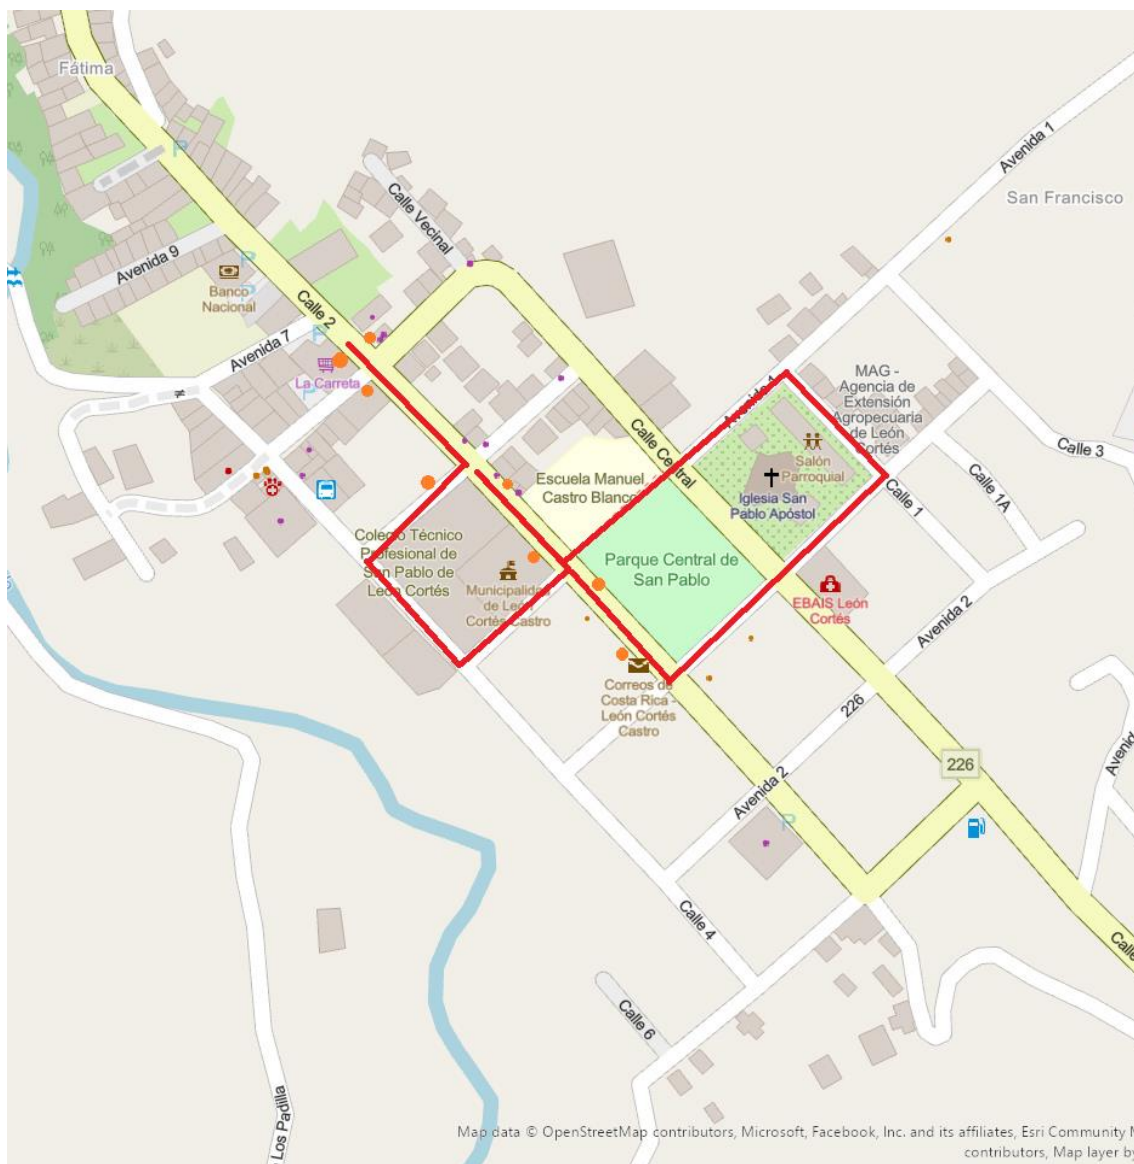 Fátima
Avenida 1
San Francisco
Calle Vecinal
Avenida 9
P
P
P
Banco
Nacional
Calle 2
P
Avenida 7
La Carreta
P
Avenida 1
MAG -
Agencia de
Extensión
Agropecuaria
de León
Cortés
Calle 3
Calle Central
Salón
Parroquial
Iglesia San
Pablo Apóstol
Escuela Manuel
Castro Blanco
Calle 1
Calle 1A
Colegio Técnico
Profesional de
San Pablo de
León Cortés
Municipalidad
de León
Cortés Castro
Parque Central de
San Pablo
EBAIS León
Cortés
Avenida 2
Correos de
Costa Rica -
León Cortés
Castro
226
226
Avenida
Avenida 2
P
Calle 4
Calle
Calle 6
Los Padilla
Map data © OpenStreetMap contributors, Microsoft, Facebook, Inc. and its affiliates, Esri Community M
contributors, Map layer by